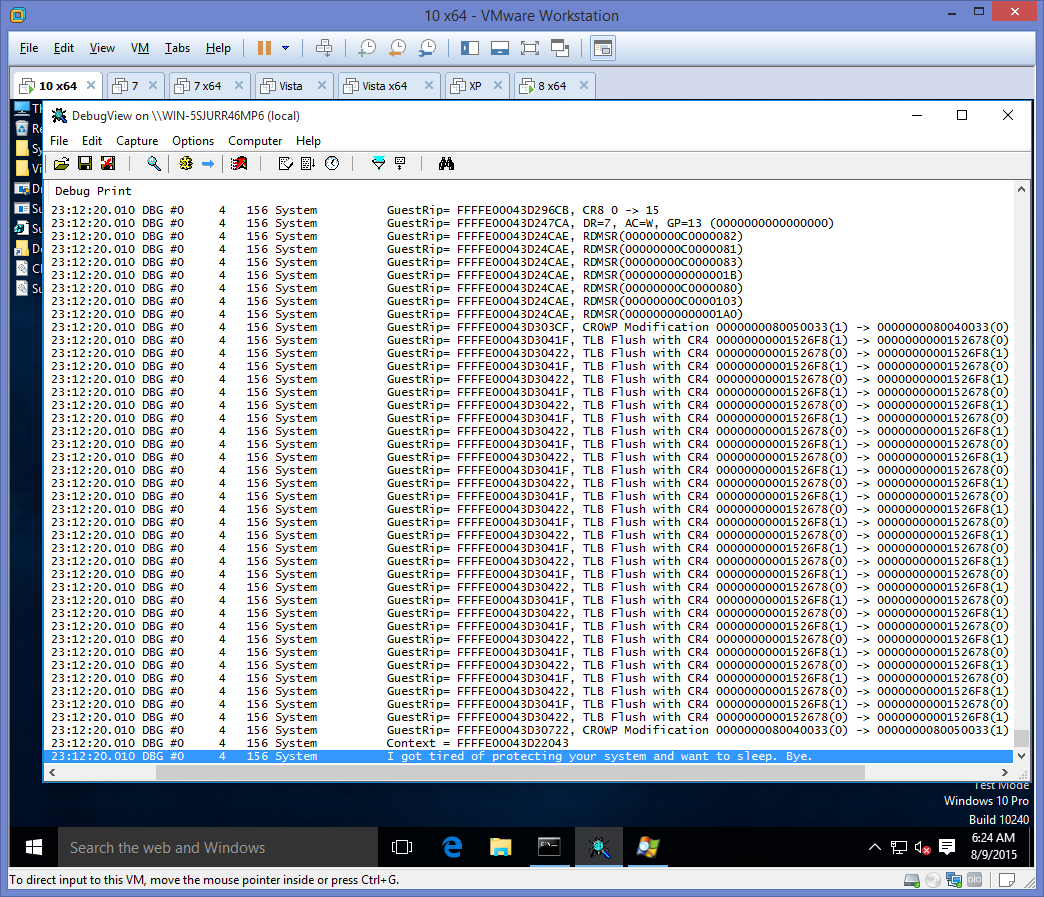 10 x64 - VMware Workstation
File Edit View VM Tabs Help
10 x64 7 7 x64 Vista Vista x64 XP 8 x64
DebugView on \\WIN-5SJURR46MP6 (local)
File Edit Capture Options Computer Help
Debug Print
23:12:20.010 DBG #0 4 156 System GuestRip= FFFFE00043D296CB, CR8 0 -> 15
23:12:20.010 DBG #0 4 156 System GuestRip= FFFFE00043D247CA, DR=7, AC=W, GP=13 (0000000000000000)
23:12:20.010 DBG #0 4 156 System GuestRip= FFFFE00043D24CAE, RDMSR(00000000C0000082)
23:12:20.010 DBG #0 4 156 System GuestRip= FFFFE00043D24CAE, RDMSR(00000000C0000081)
23:12:20.010 DBG #0 4 156 System GuestRip= FFFFE00043D24CAE, RDMSR(00000000C0000083)
23:12:20.010 DBG #0 4 156 System GuestRip= FFFFE00043D24CAE, RDMSR(000000000000001B)
23:12:20.010 DBG #0 4 156 System GuestRip= FFFFE00043D24CAE, RDMSR(00000000C0000080)
23:12:20.010 DBG #0 4 156 System GuestRip= FFFFE00043D24CAE, RDMSR(00000000C0000103)
23:12:20.010 DBG #0 4 156 System GuestRip= FFFFE00043D24CAE, RDMSR(00000000000001A0)
23:12:20.010 DBG #0 4 156 System GuestRip= FFFFE00043D303CF, CR0WP Modification 0000000080050033(1) -> 0000000080040033(0)
23:12:20.010 DBG #0 4 156 System GuestRip= FFFFE00043D3041F, TLB Flush with CR4 00000000001526F8(1) -> 0000000000152678(0)
23:12:20.010 DBG #0 4 156 System GuestRip= FFFFE00043D30422, TLB Flush with CR4 0000000000152678(0) -> 00000000001526F8(1)
23:12:20.010 DBG #0 4 156 System GuestRip= FFFFE00043D3041F, TLB Flush with CR4 00000000001526F8(1) -> 0000000000152678(0)
23:12:20.010 DBG #0 4 156 System GuestRip= FFFFE00043D30422, TLB Flush with CR4 0000000000152678(0) -> 00000000001526F8(1)
23:12:20.010 DBG #0 4 156 System GuestRip= FFFFE00043D3041F, TLB Flush with CR4 00000000001526F8(1) -> 0000000000152678(0)
23:12:20.010 DBG #0 4 156 System GuestRip= FFFFE00043D30422, TLB Flush with CR4 0000000000152678(0) -> 00000000001526F8(1)
23:12:20.010 DBG #0 4 156 System GuestRip= FFFFE00043D3041F, TLB Flush with CR4 00000000001526F8(1) -> 0000000000152678(0)
23:12:20.010 DBG #0 4 156 System GuestRip= FFFFE00043D30422, TLB Flush with CR4 0000000000152678(0) -> 00000000001526F8(1)
23:12:20.010 DBG #0 4 156 System GuestRip= FFFFE00043D3041F, TLB Flush with CR4 00000000001526F8(1) -> 0000000000152678(0)
23:12:20.010 DBG #0 4 156 System GuestRip= FFFFE00043D30422, TLB Flush with CR4 0000000000152678(0) -> 00000000001526F8(1)
23:12:20.010 DBG #0 4 156 System GuestRip= FFFFE00043D3041F, TLB Flush with CR4 00000000001526F8(1) -> 0000000000152678(0)
23:12:20.010 DBG #0 4 156 System GuestRip= FFFFE00043D30422, TLB Flush with CR4 0000000000152678(0) -> 00000000001526F8(1)
23:12:20.010 DBG #0 4 156 System GuestRip= FFFFE00043D3041F, TLB Flush with CR4 00000000001526F8(1) -> 0000000000152678(0)
23:12:20.010 DBG #0 4 156 System GuestRip= FFFFE00043D30422, TLB Flush with CR4 0000000000152678(0) -> 00000000001526F8(1)
23:12:20.010 DBG #0 4 156 System GuestRip= FFFFE00043D3041F, TLB Flush with CR4 00000000001526F8(1) -> 0000000000152678(0)
23:12:20.010 DBG #0 4 156 System GuestRip= FFFFE00043D30422, TLB Flush with CR4 0000000000152678(0) -> 00000000001526F8(1)
23:12:20.010 DBG #0 4 156 System GuestRip= FFFFE00043D3041F, TLB Flush with CR4 00000000001526F8(1) -> 0000000000152678(0)
23:12:20.010 DBG #0 4 156 System GuestRip= FFFFE00043D30422, TLB Flush with CR4 0000000000152678(0) -> 00000000001526F8(1)
23:12:20.010 DBG #0 4 156 System GuestRip= FFFFE00043D3041F, TLB Flush with CR4 00000000001526F8(1) -> 0000000000152678(0)
23:12:20.010 DBG #0 4 156 System GuestRip= FFFFE00043D30422, TLB Flush with CR4 0000000000152678(0) -> 00000000001526F8(1)
23:12:20.010 DBG #0 4 156 System GuestRip= FFFFE00043D3041F, TLB Flush with CR4 00000000001526F8(1) -> 0000000000152678(0)
23:12:20.010 DBG #0 4 156 System GuestRip= FFFFE00043D30422, TLB Flush with CR4 0000000000152678(0) -> 00000000001526F8(1)
23:12:20.010 DBG #0 4 156 System GuestRip= FFFFE00043D3041F, TLB Flush with CR4 00000000001526F8(1) -> 0000000000152678(0)
23:12:20.010 DBG #0 4 156 System GuestRip= FFFFE00043D30422, TLB Flush with CR4 0000000000152678(0) -> 00000000001526F8(1)
23:12:20.010 DBG #0 4 156 System GuestRip= FFFFE00043D3041F, TLB Flush with CR4 00000000001526F8(1) -> 0000000000152678(0)
23:12:20.010 DBG #0 4 156 System GuestRip= FFFFE00043D30422, TLB Flush with CR4 0000000000152678(0) -> 00000000001526F8(1)
23:12:20.010 DBG #0 4 156 System GuestRip= FFFFE00043D3041F, TLB Flush with CR4 00000000001526F8(1) -> 0000000000152678(0)
23:12:20.010 DBG #0 4 156 System GuestRip= FFFFE00043D30422, TLB Flush with CR4 0000000000152678(0) -> 00000000001526F8(1)
23:12:20.010 DBG #0 4 156 System GuestRip= FFFFE00043D3041F, TLB Flush with CR4 00000000001526F8(1) -> 0000000000152678(0)
23:12:20.010 DBG #0 4 156 System GuestRip= FFFFE00043D30422, TLB Flush with CR4 0000000000152678(0) -> 00000000001526F8(1)
23:12:20.010 DBG #0 4 156 System GuestRip= FFFFE00043D30722, CR0WP Modification 0000000080040033(0) -> 0000000080050033(1)
23:12:20.010 DBG #0 4 156 System Context = FFFFE00043D22043
23:12:20.010 DBG #0 4 156 System I got tired of protecting your system and want to sleep. Bye.
Test Mode
Windows 10 Pro
Build 10240
Search the web and Windows
6:24 AM
8/9/2015
To direct input to this VM, move the mouse pointer inside or press Ctrl+G.